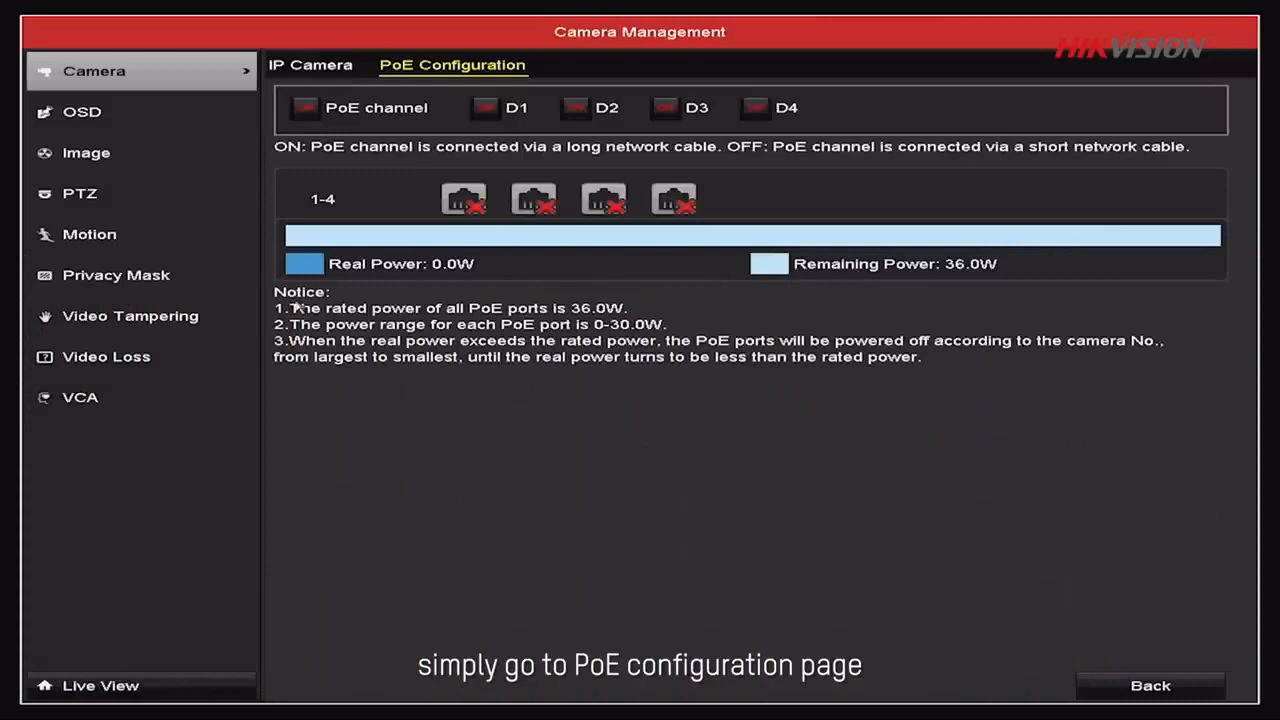 Camera Management
HIKVISION
Camera >
IP Camera PoE Configuration
OSD
PoE channel D1 D2 D3 D4
ON: PoE channel is connected via a long network cable. OFF: PoE channel is connected via a short network cable.
Image
PTZ
1-4
Motion
Real Power: 0.0W Remaining Power: 36.0W
Privacy Mask
Notice:
1.The rated power of all PoE ports is 36.0W.
Video Tampering
2.The power range for each PoE port is 0-30.0W.
3.When the real power exceeds the rated power, the PoE ports will be powered off according to the camera No.,
from largest to smallest, until the real power turns to be less than the rated power.
Video Loss
VCA
simply go to PoE configuration page
Live View
Back